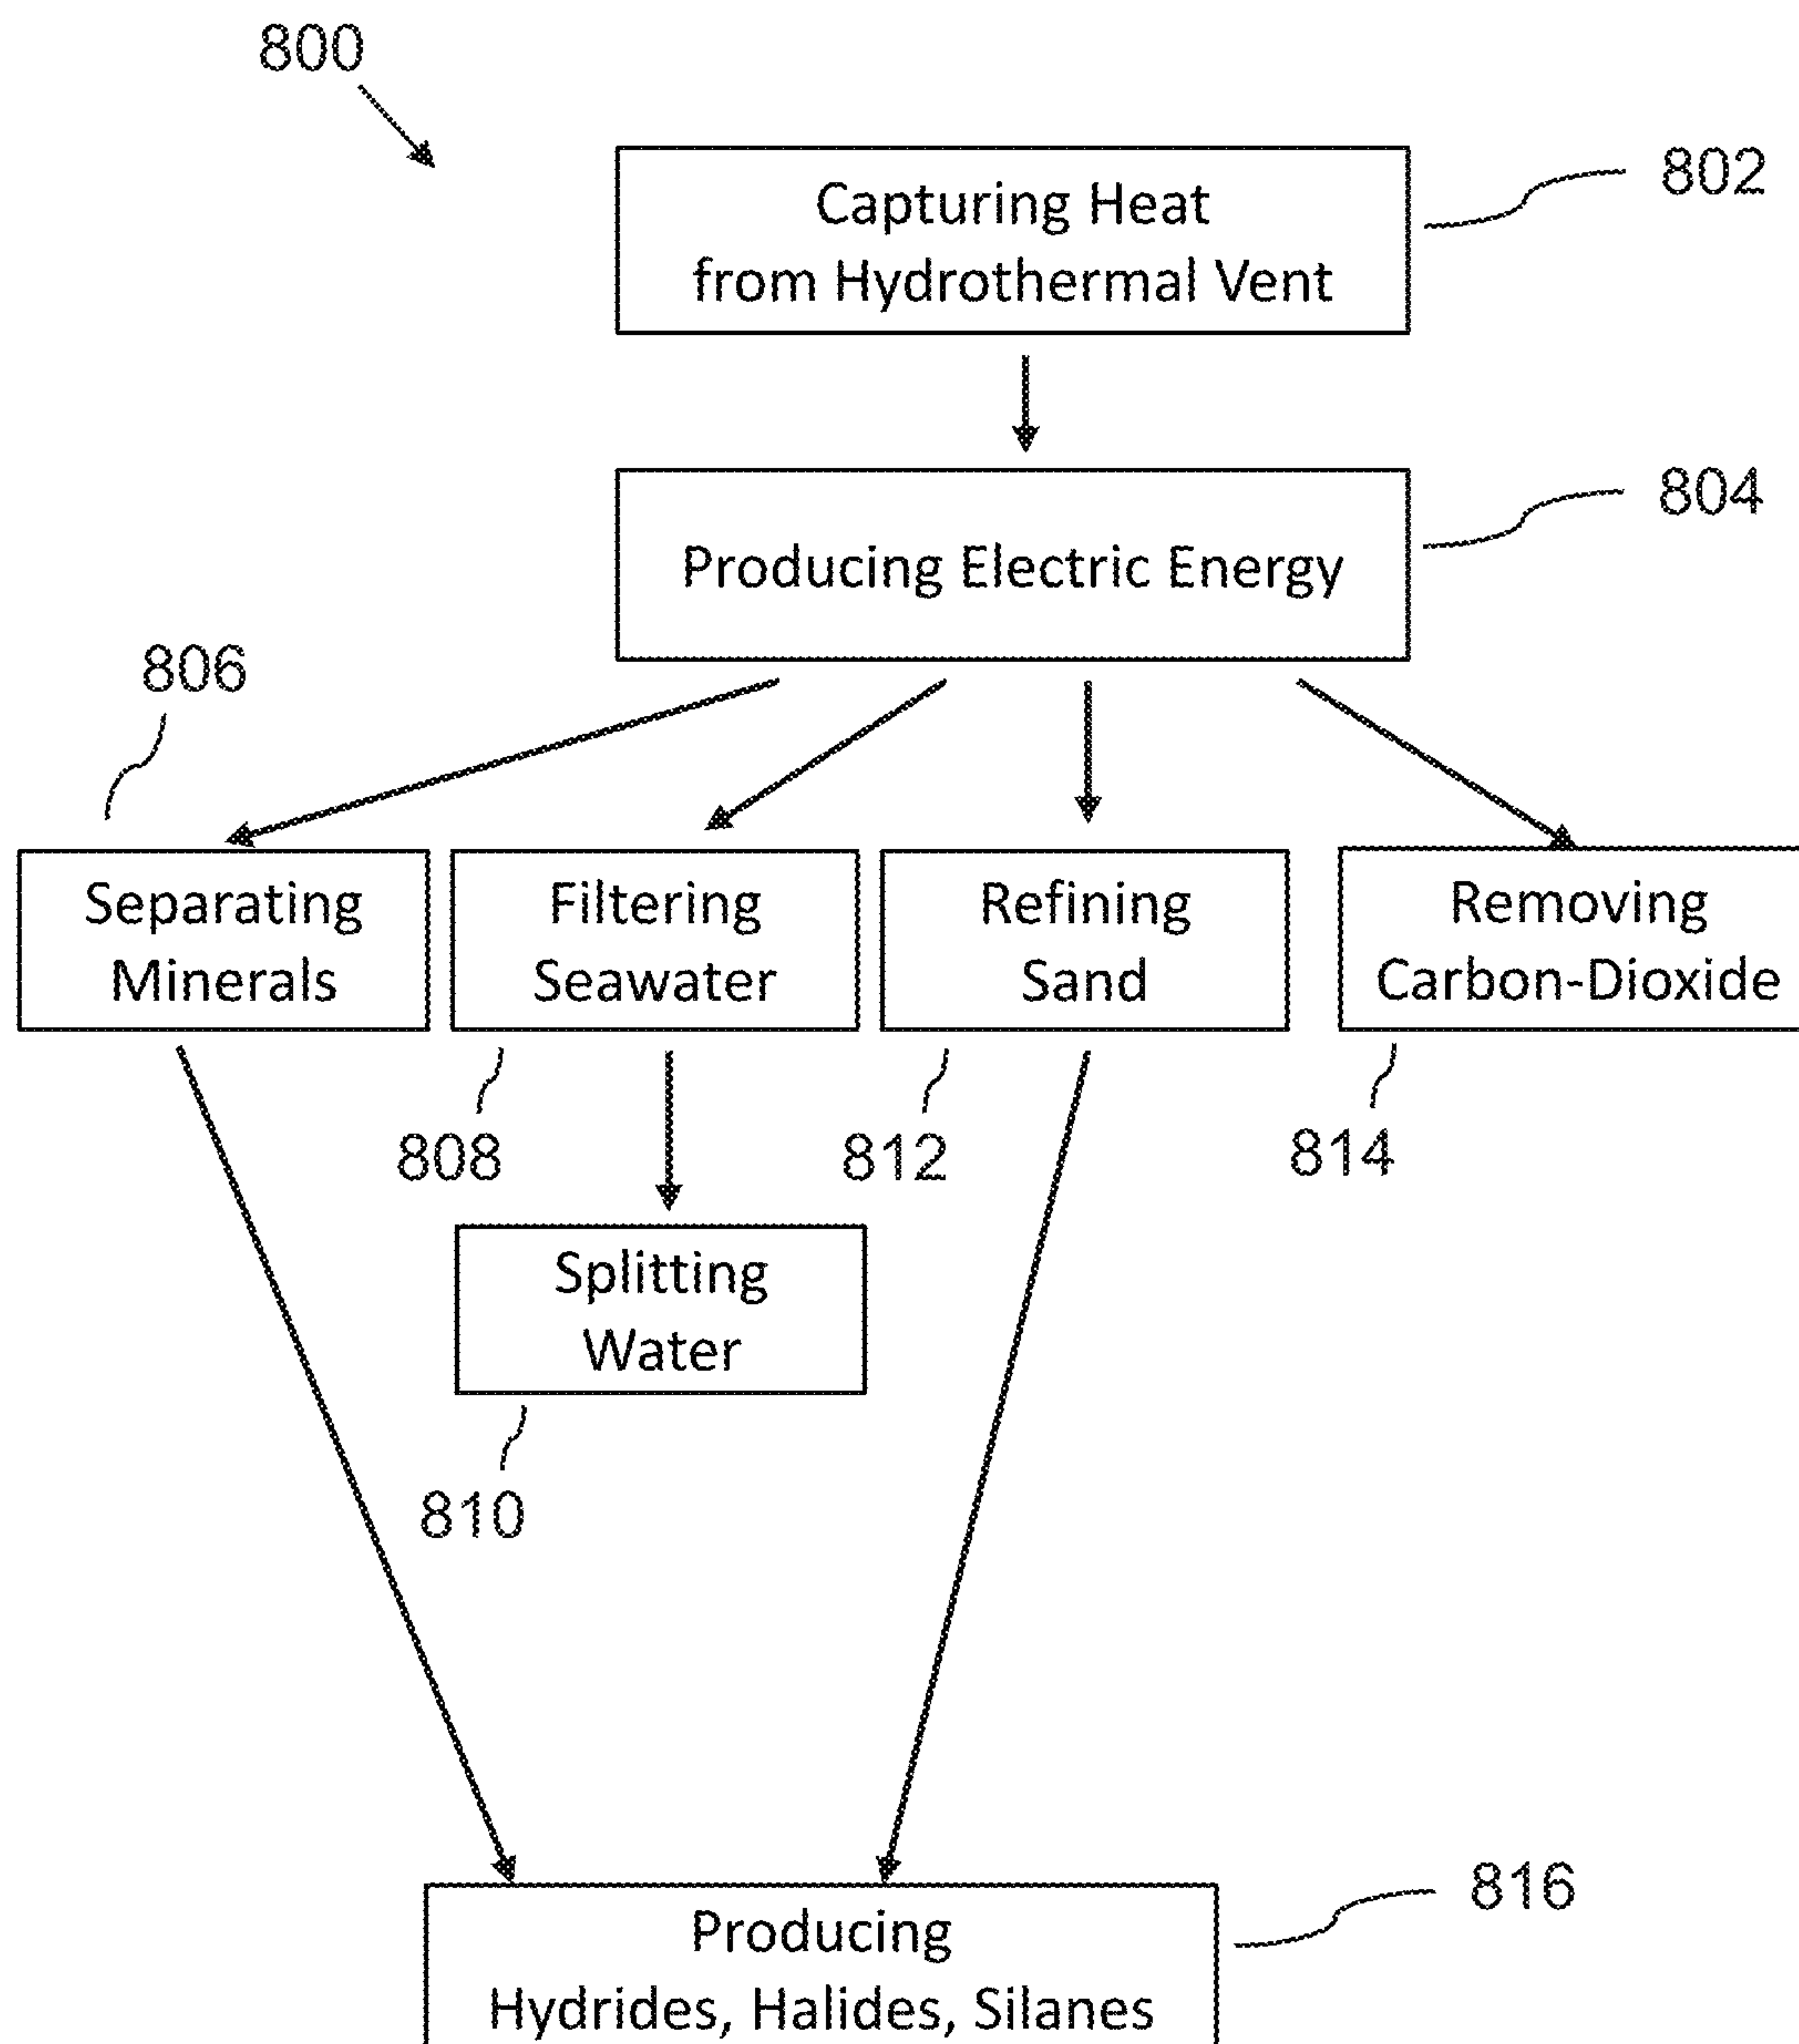 800
Capturing Heat
from Hydrothermal Vent
802
Producing Electric Energy
804
806
Separating
Minerals
Filtering
Seawater
Refining
Sand
Removing
Carbon-Dioxide
808
812
814
Splitting
Water
810
816
Producing
Hydrides, Halides, Silanes